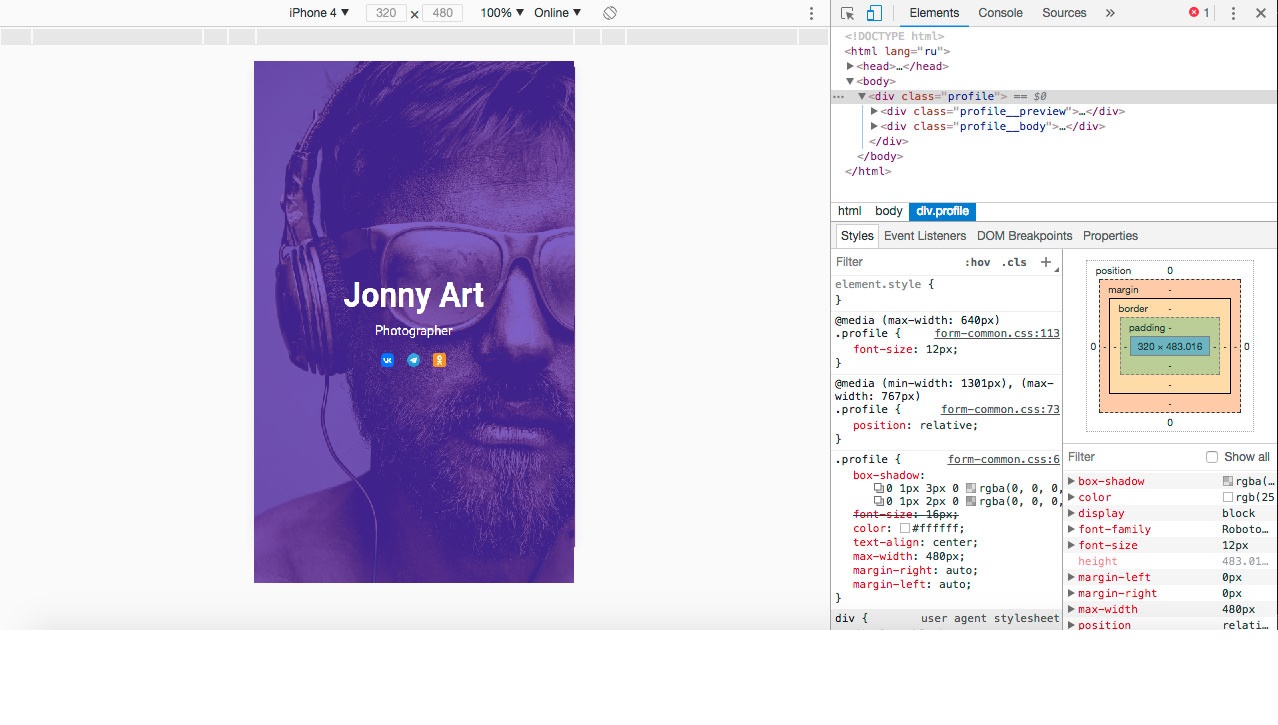 iPhone 4 ▼ 320 × 480 100% ▼ Online ▼
Elements Console Sources » 1
<!DOCTYPE html>
<html lang="ru">
<head>…</head>
<body>
<div class="profile"> == $0
<div class="profile__preview">…</div>
<div class="profile__body">…</div>
</div>
</body>
</html>
html body div.profile
Styles Event Listeners DOM Breakpoints Properties
Filter :hov .cls +
element.style {
}
@media (max-width: 640px)
.profile { form-common.css:113
font-size: 12px;
}
@media (min-width: 1301px), (max-
width: 767px)
.profile { form-common.css:73
position: relative;
}
.profile { form-common.css:6
box-shadow:
0 1px 3px 0 rgba(0, 0, 0,
0 1px 2px 0 rgba(0, 0, 0,
font-size: 16px;
color: #ffffff;
text-align: center;
max-width: 480px;
margin-right: auto;
margin-left: auto;
}
div { user agent stylesheet
position 0
margin -
border -
padding -
0 - - - 320 × 483.016 - - - 0
-
-
-
0
Filter Show all
box-shadow rgba(…
color rgb(25
display block
font-family Roboto…
font-size 12px
height 483.01…
margin-left 0px
margin-right 0px
max-width 480px
position relati…
Jonny Art
Photographer